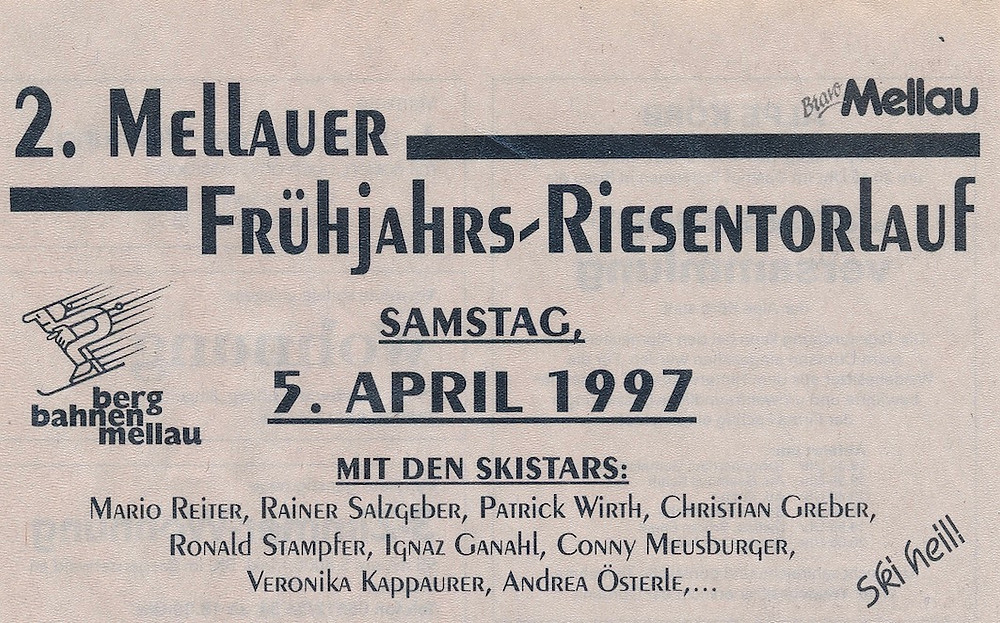 Bravo Mellau
2. Mellauer
Frühjahrs-Riesentorlauf
SAMSTAG,
5. APRIL 1997
berg
bahnen
mellau
MIT DEN SKISTARS:
Mario Reiter, Rainer Salzgeber, Patrick Wirth, Christian Greber,
Ronald Stampfer, Ignaz Ganahl, Conny Meusburger,
Veronika Kappaurer, Andrea Österle,...
Ski heil!